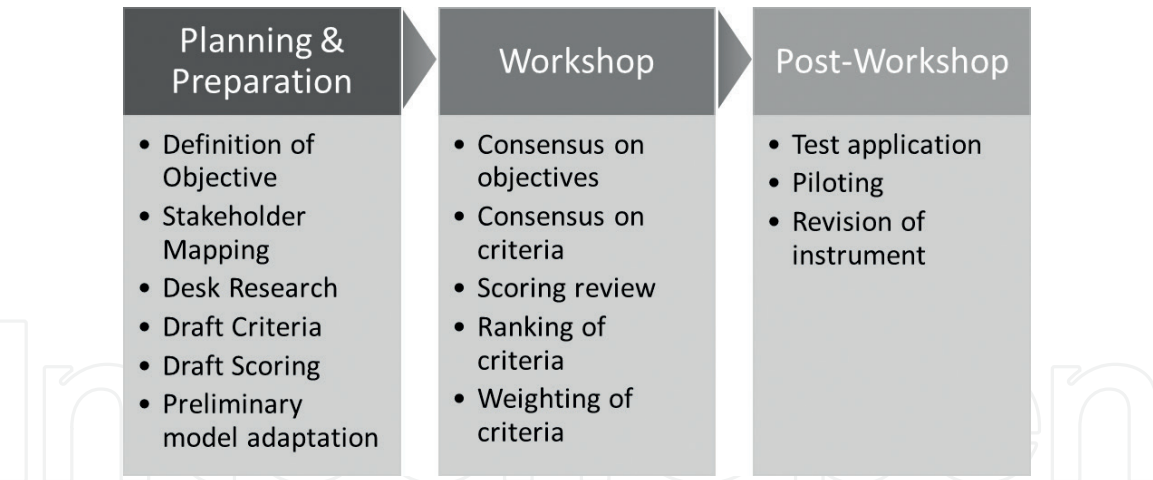 Planning &
Preparation
• Definition of
Objective
• Stakeholder
Mapping
• Desk Research
• Draft Criteria
• Draft Scoring
• Preliminary
model adaptation
Workshop
• Consensus on
objectives
• Consensus on
criteria
• Scoring review
• Ranking of
criteria
• Weighting of
criteria
Post-Workshop
• Test application
• Piloting
• Revision of
instrument